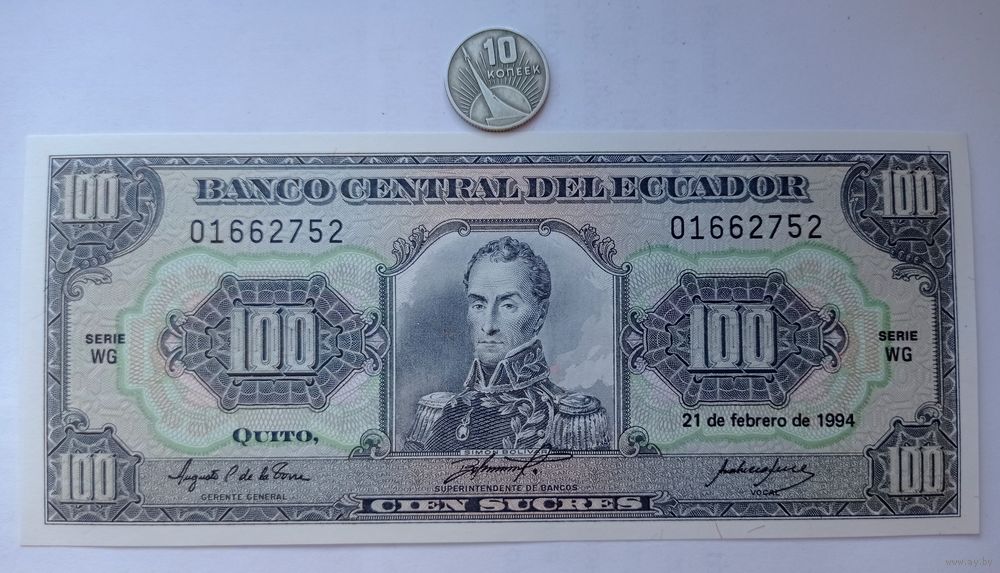 10
КОПЕЕК
100 BANCO CENTRAL DEL ECUADOR 100
01662752 01662752
100 100
SERIE WG
SERIE WG
21 de febrero de 1994
QUITO,
SIMON BOLIVAR
100 100
GERENTE GENERAL
SUPERINTENDENTE DE BANCOS
VOCAL
CIEN SUCRES
www.ay.by